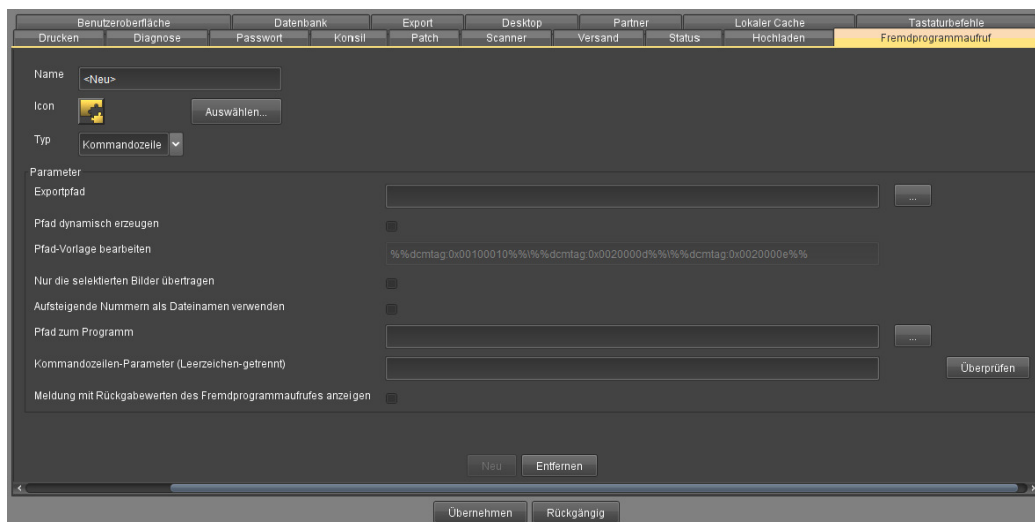 Benutzeroberfläche Datenbank Export Desktop Partner Lokaler Cache Tastaturbefehle
Drucken Diagnose Passwort Konsil Patch Scanner Versand Status Hochladen Fremdprogrammaufruf
Name <Neu>
Icon Auswählen...
Typ Kommandozeile
Parameter
Exportpfad ...
Pfad dynamisch erzeugen
Pfad-Vorlage bearbeiten %%dcmtag:0x00100010%%\%%dcmtag:0x0020000d%%\%%dcmtag:0x0020000e%%
Nur die selektierten Bilder übertragen
Aufsteigende Nummern als Dateinamen verwenden
Pfad zum Programm ...
Kommandozeilen-Parameter (Leerzeichen-getrennt) Überprüfen
Meldung mit Rückgabewerten des Fremdprogrammaufrufes anzeigen
Neu Entfernen
Übernehmen Rückgängig